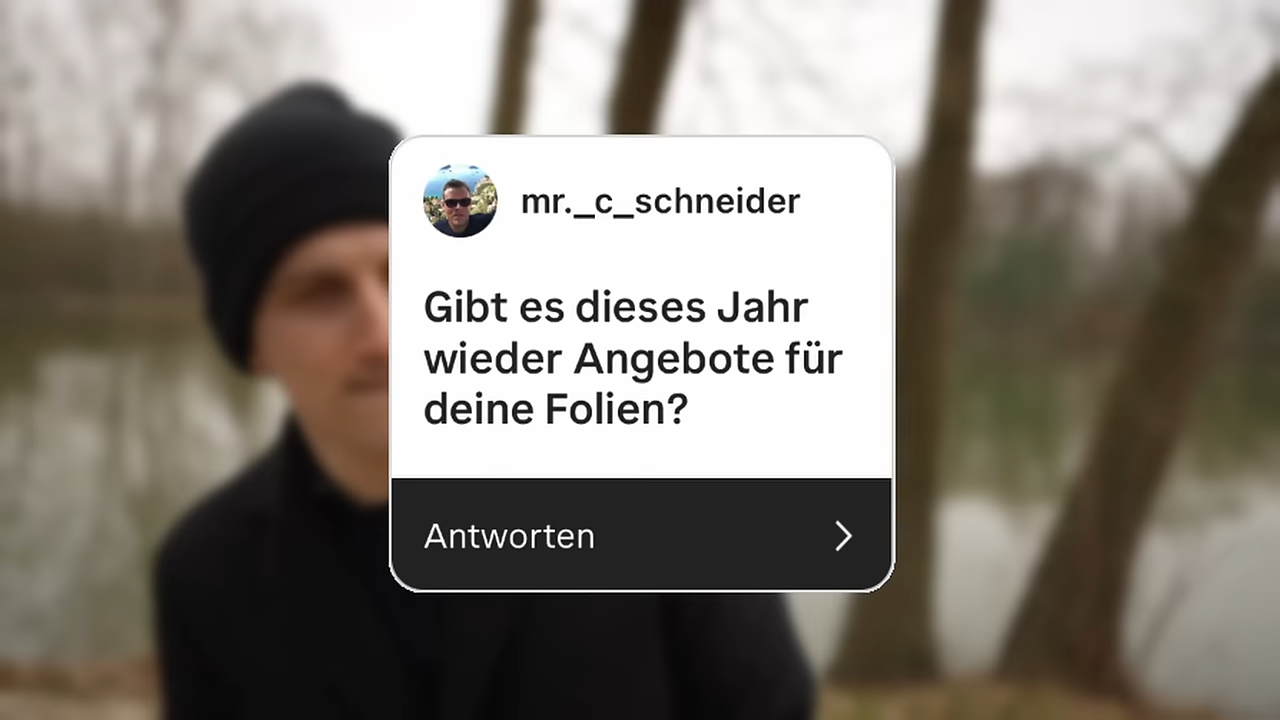 mr._c_schneider
Gibt es dieses Jahr
wieder Angebote für
deine Folien?
Antworten